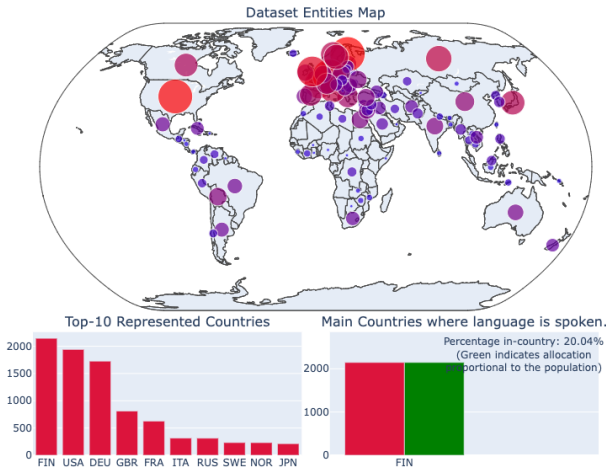 Dataset Entities Map
Top-10 Represented Countries
2000
1500
1000
500
0
FIN USA DEU GBR FRA ITA RUS SWE NOR JPN
Main Countries where language is spoken.
Percentage in-country: 20.04%
(Green indicates allocation
proportional to the population)
2000
1000
0
FIN